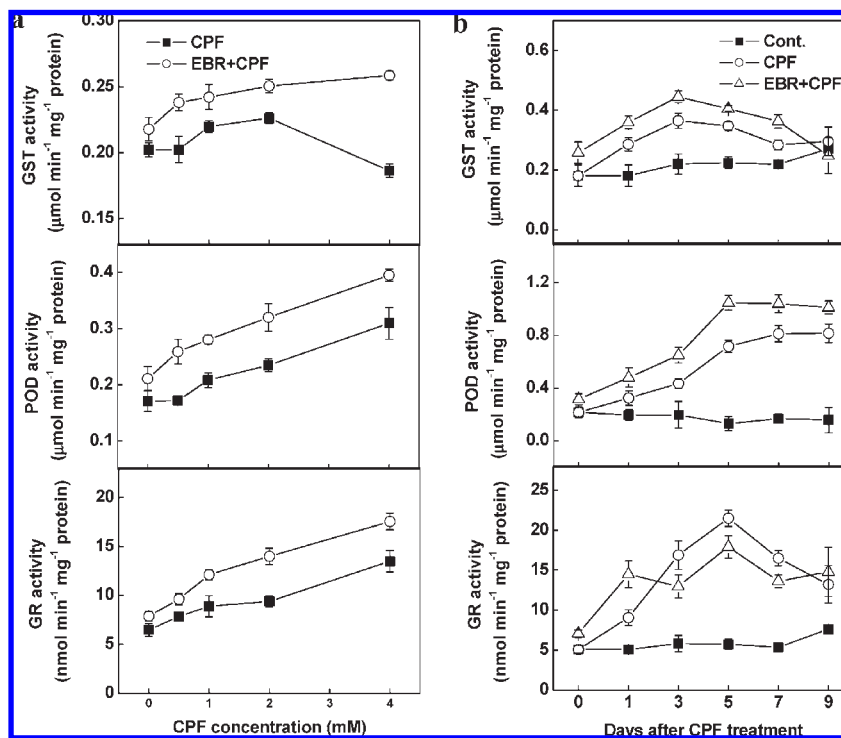 a
0.30
0.25
0.20
0.15
GST activity
(µmol min⁻¹ mg⁻¹ protein)
CPF
EBR+CPF
0.4
0.3
0.2
0.1
POD activity
(µmol min⁻¹ mg⁻¹ protein)
20
15
10
5
0
GR activity
(nmol min⁻¹ mg⁻¹ protein)
0
1
2
3
4
CPF concentration (mM)
b
0.6
0.4
0.2
0.0
GST activity
(µmol min⁻¹ mg⁻¹ protein)
Cont.
CPF
EBR+CPF
1.2
0.8
0.4
0.0
POD activity
(µmol min⁻¹ mg⁻¹ protein)
25
20
15
10
5
0
GR activity
(nmol min⁻¹ mg⁻¹ protein)
0
1
3
5
7
9
Days after CPF treatment